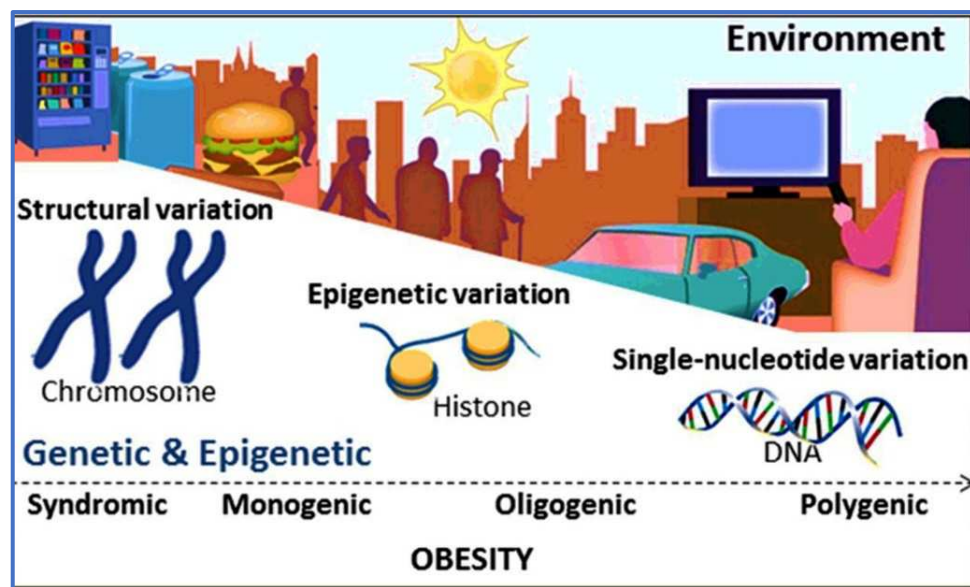 Environment
Structural variation
Chromosome
Epigenetic variation
Histone
Single-nucleotide variation
DNA
Genetic & Epigenetic
Syndromic Monogenic Oligogenic Polygenic
OBESITY